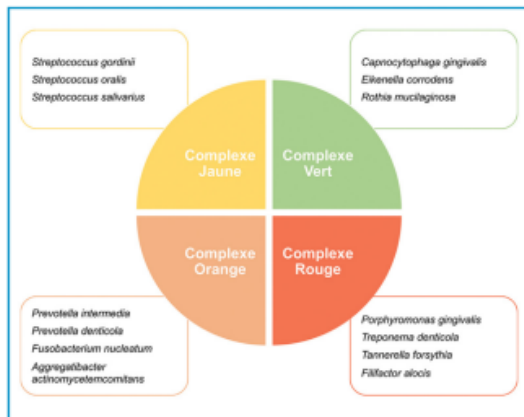 Streptococcus gordinii
Streptococcus oralis
Streptococcus salivarius
Capnocytophaga gingivalis
Eikenella corrodens
Rothia mucilaginosa
Complexe
Jaune
Complexe
Vert
Complexe
Orange
Complexe
Rouge
Prevotella intermedia
Prevotella denticola
Fusobacterium nucleatum
Aggregatibacter
actinomycetemcomitans
Porphyromonas gingivalis
Treponema denticola
Tannerella forsythia
Filifactor alocis